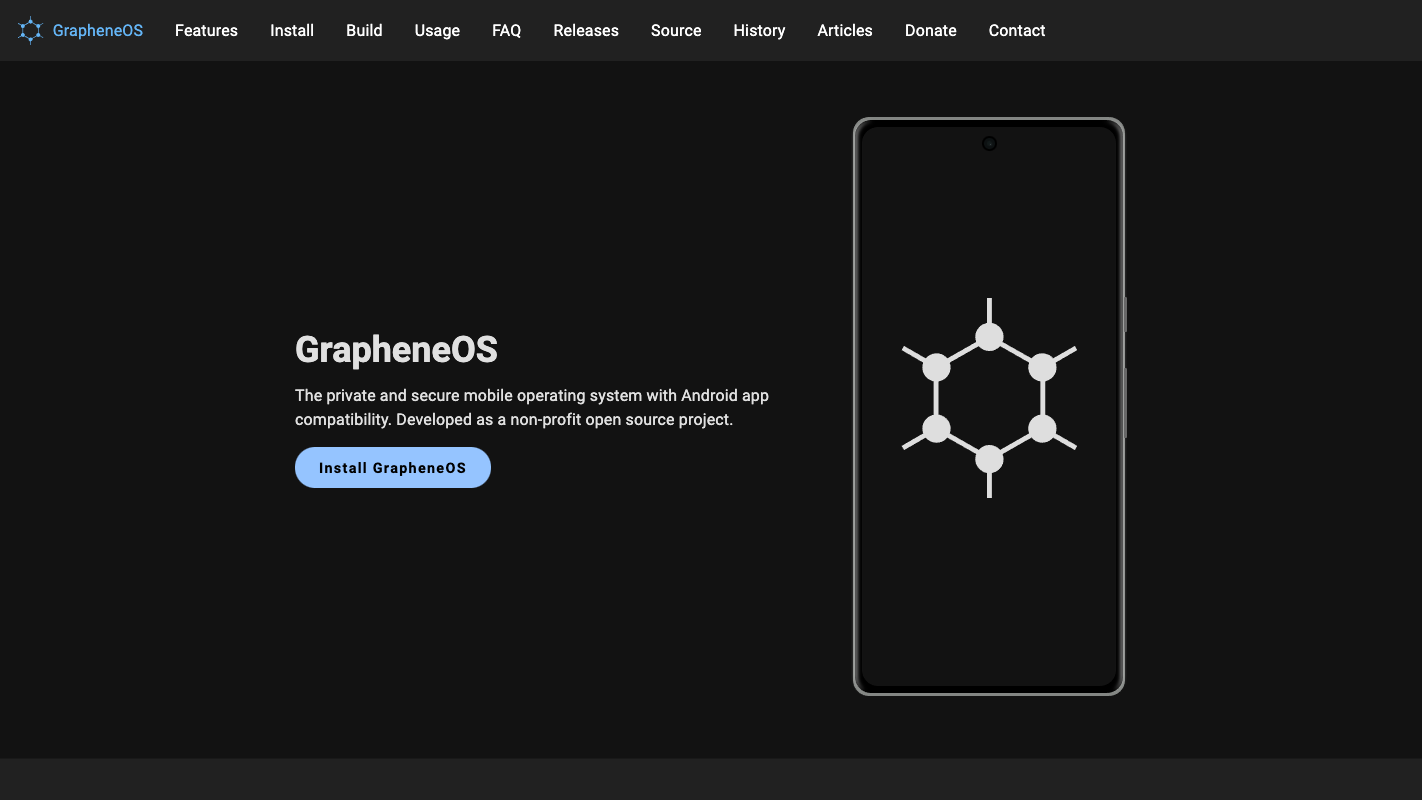 GrapheneOS Features Install Build Usage FAQ Releases Source History Articles Donate Contact
GrapheneOS
The private and secure mobile operating system with Android app
compatibility. Developed as a non-profit open source project.
Install GrapheneOS